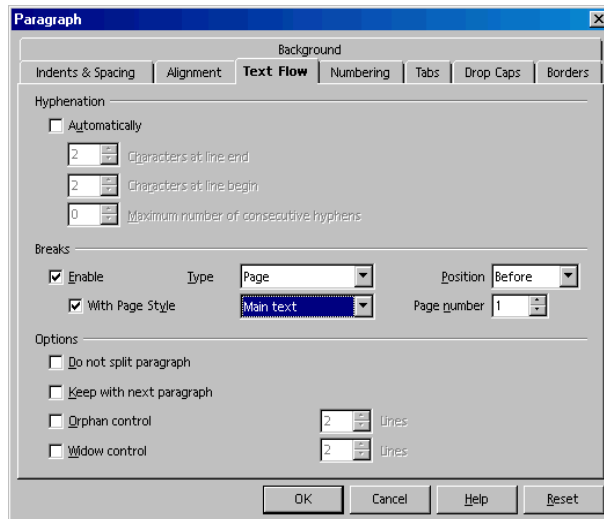 Paragraph
Background
Indents & Spacing Alignment Text Flow Numbering Tabs Drop Caps Borders
Hyphenation
Automatically
2 Characters at line end
2 Characters at line begin
0 Maximum number of consecutive hyphens
Breaks
Enable Type Page Position Before
With Page Style Main text Page number 1
Options
Do not split paragraph
Keep with next paragraph
Orphan control 2 Lines
Widow control 2 Lines
OK Cancel Help Reset